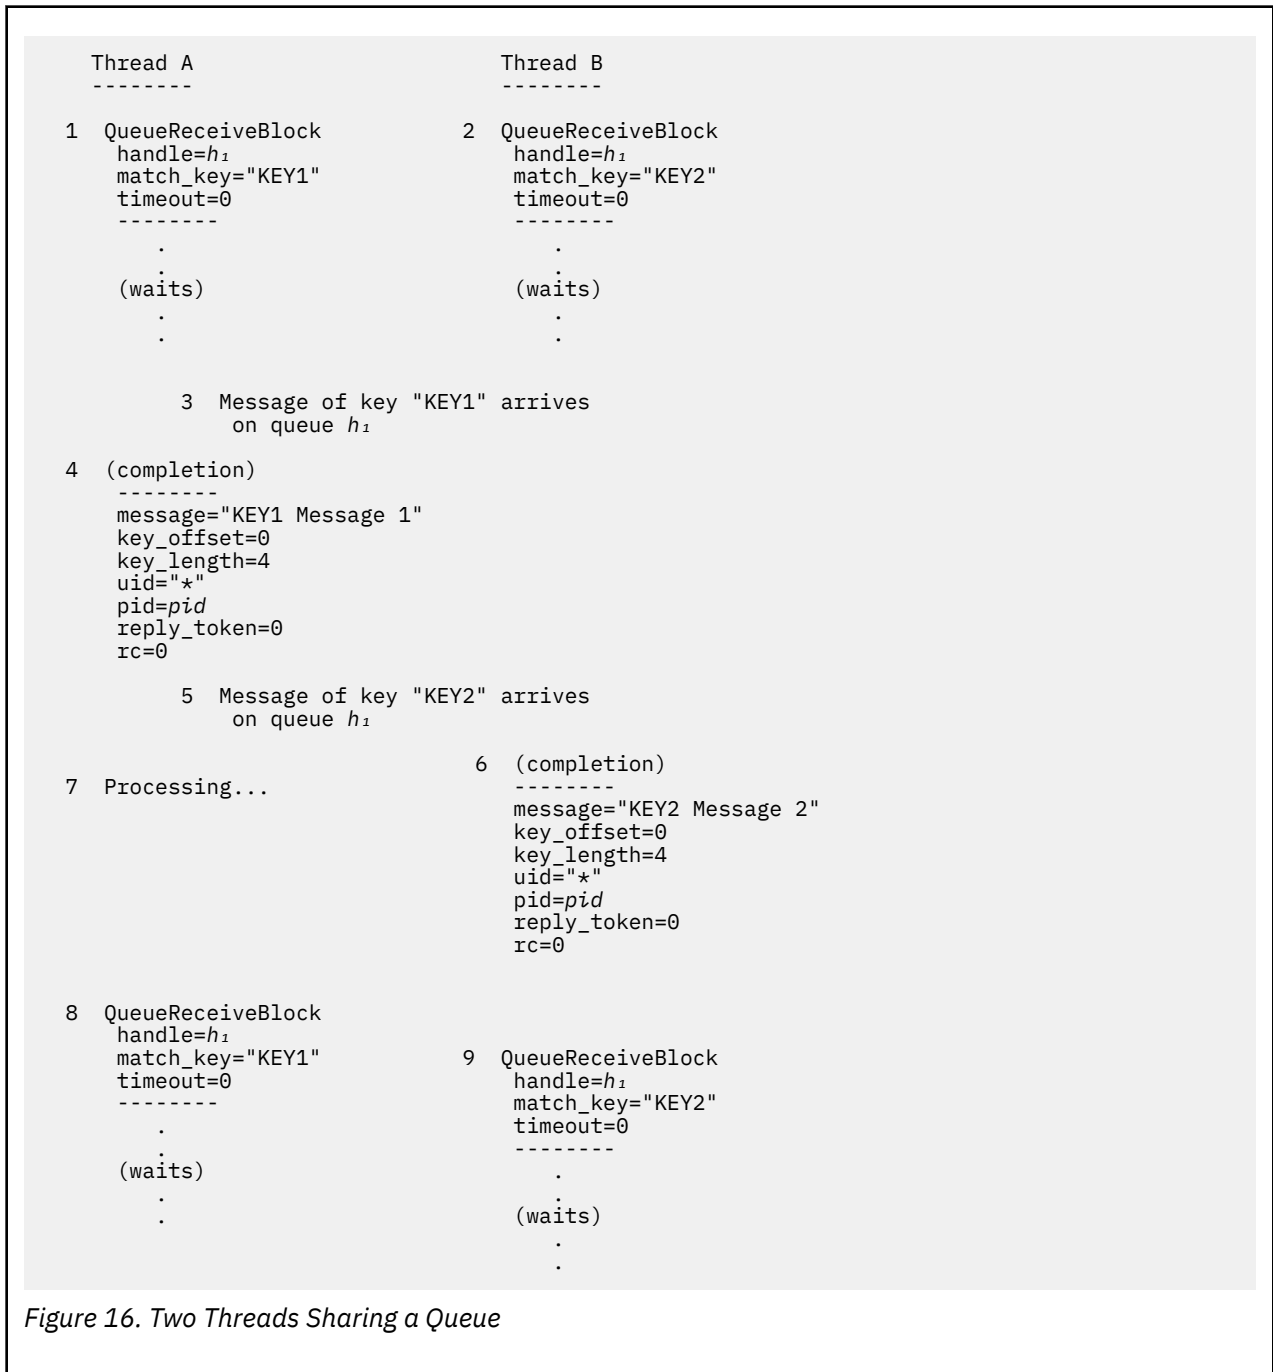 Thread A                        Thread B
--------                        --------
1  QueueReceiveBlock           2  QueueReceiveBlock
    handle=h₁                      handle=h₁
    match_key="KEY1"               match_key="KEY2"
    timeout=0                      timeout=0
    --------                       --------
       .                              .
       .                              .
    (waits)                        (waits)
       .                              .
       .                              .
         3  Message of key "KEY1" arrives
             on queue h₁
4  (completion)
    --------
    message="KEY1 Message 1"
    key_offset=0
    key_length=4
    uid="*"
    pid=pid
    reply_token=0
    rc=0
         5  Message of key "KEY2" arrives
             on queue h₁
                                6  (completion)
7  Processing...                   --------
                                   message="KEY2 Message 2"
                                   key_offset=0
                                   key_length=4
                                   uid="*"
                                   pid=pid
                                   reply_token=0
                                   rc=0
8  QueueReceiveBlock
    handle=h₁
    match_key="KEY1"           9  QueueReceiveBlock
    timeout=0                      handle=h₁
    --------                       match_key="KEY2"
       .                           timeout=0
       .                           --------
    (waits)                           .
       .                              .
       .                           (waits)
                                      .
                                      .
Figure 16. Two Threads Sharing a Queue